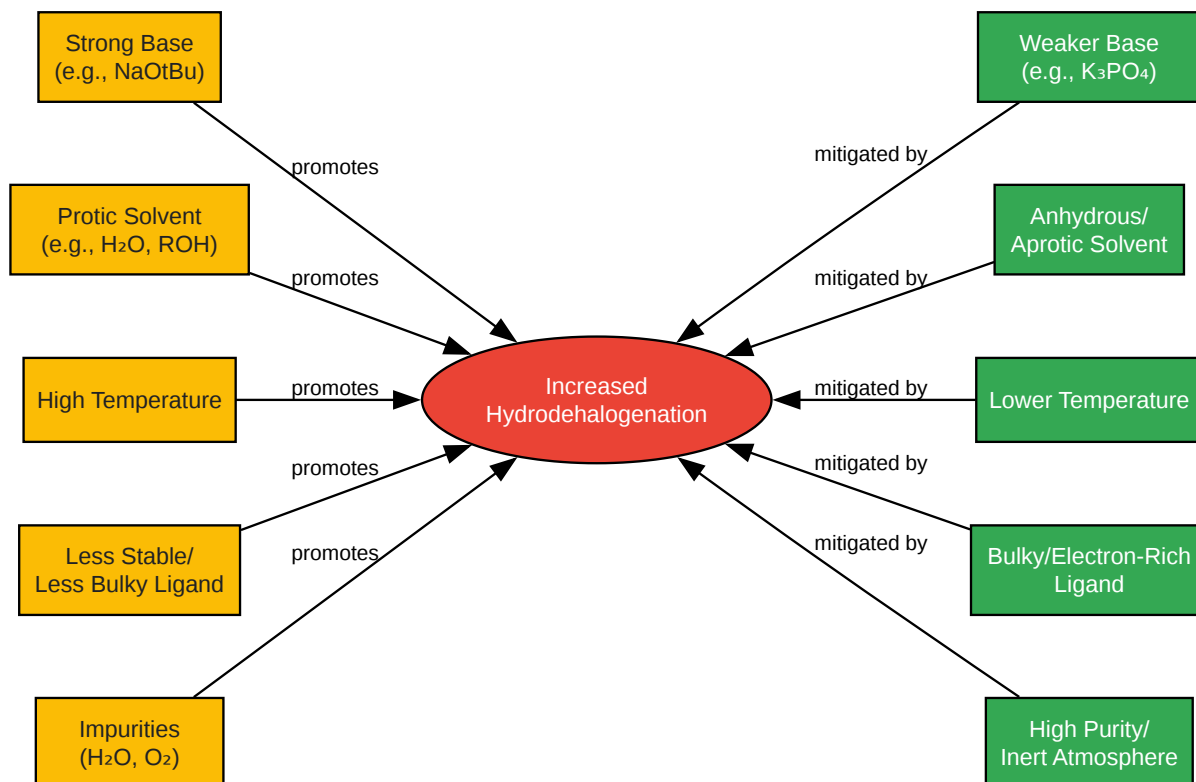 Strong Base
(e.g., NaOtBu)
Weaker Base
(e.g., K₃PO₄)
promotes
mitigated by
Protic Solvent
(e.g., H₂O, ROH)
Anhydrous/
Aprotic Solvent
promotes
mitigated by
High Temperature
promotes
Increased
Hydrodehalogenation
mitigated by
Lower Temperature
promotes
mitigated by
Less Stable/
Less Bulky Ligand
Bulky/Electron-Rich
Ligand
promotes
mitigated by
Impurities
(H₂O, O₂)
High Purity/
Inert Atmosphere